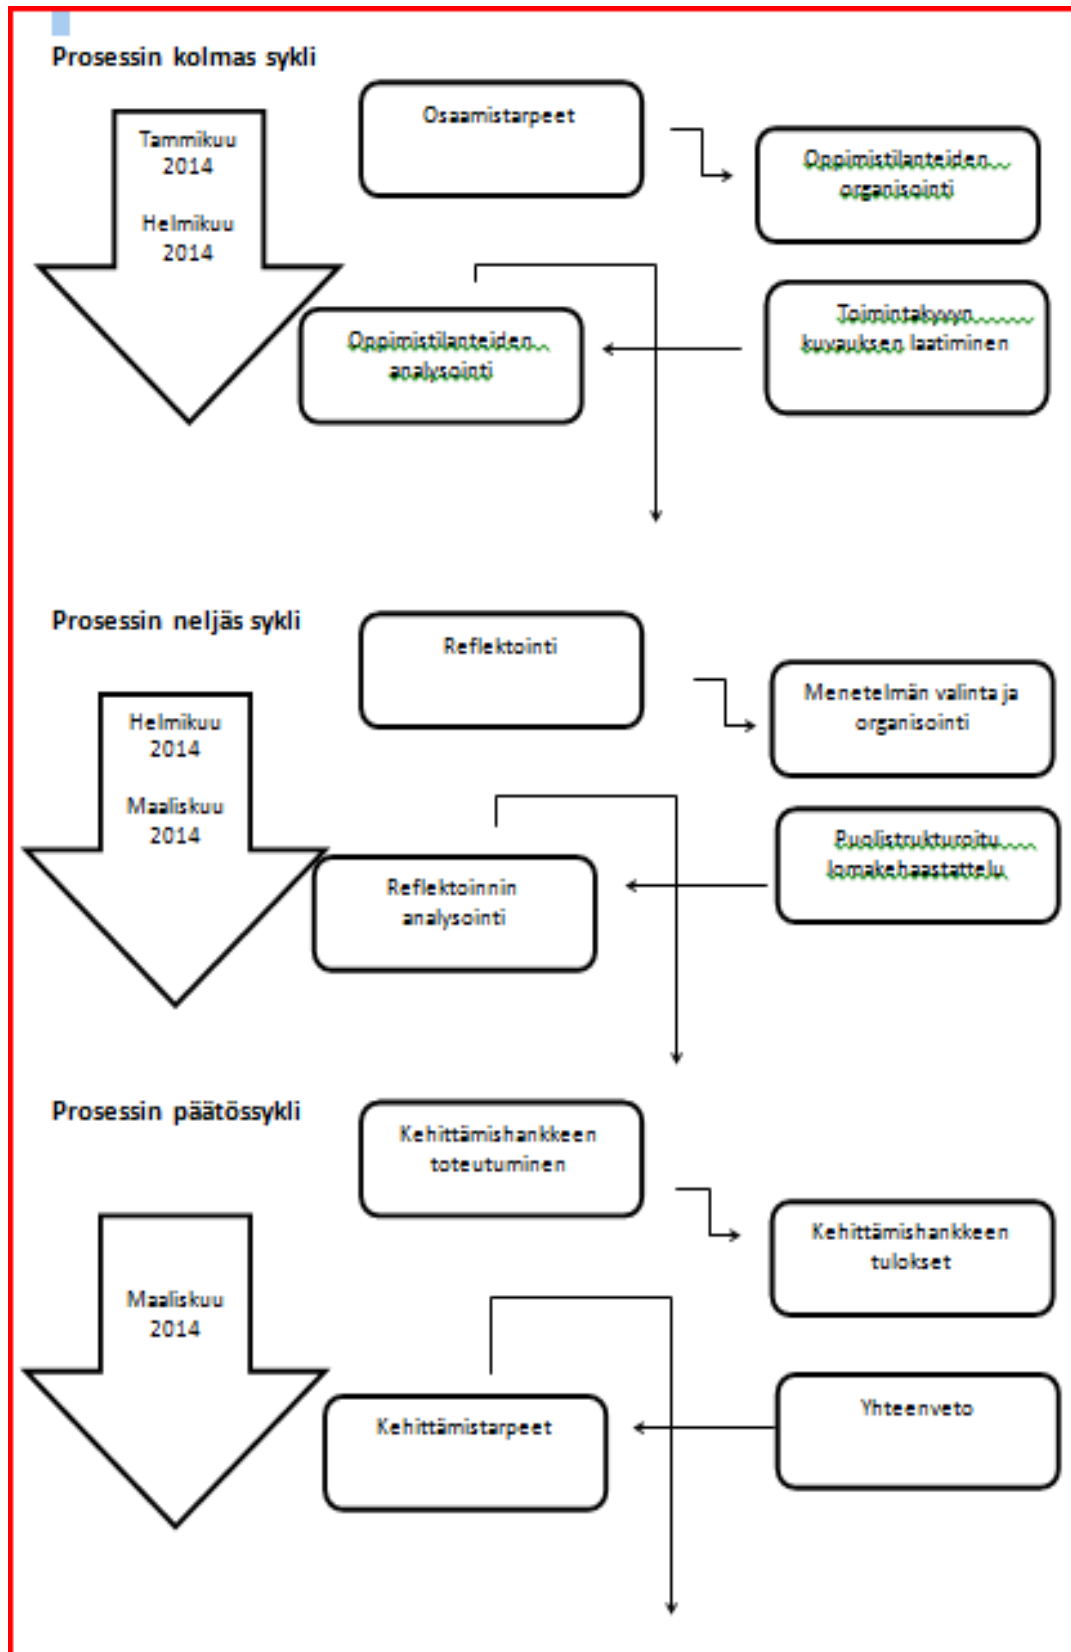 Prosessin kolmas sykli
Tammikuu
2014
Helmikuu
2014
Osaamistarpeet
Oppimistilanteiden
organisointi
Toimintakyvyn
kuvauksen laatiminen
Oppimistilanteiden
analysointi
Prosessin neljäs sykli
Helmikuu
2014
Maaliskuu
2014
Reflektointi
Menetelmän valinta ja
organisointi
Puolistrukturoitu
lomakehaastattelu
Reflektoinnin
analysointi
Prosessin päätössykli
Maaliskuu
2014
Kehittämishankkeen
toteutuminen
Kehittämishankkeen
tulokset
Yhteenveto
Kehittämistarpeet